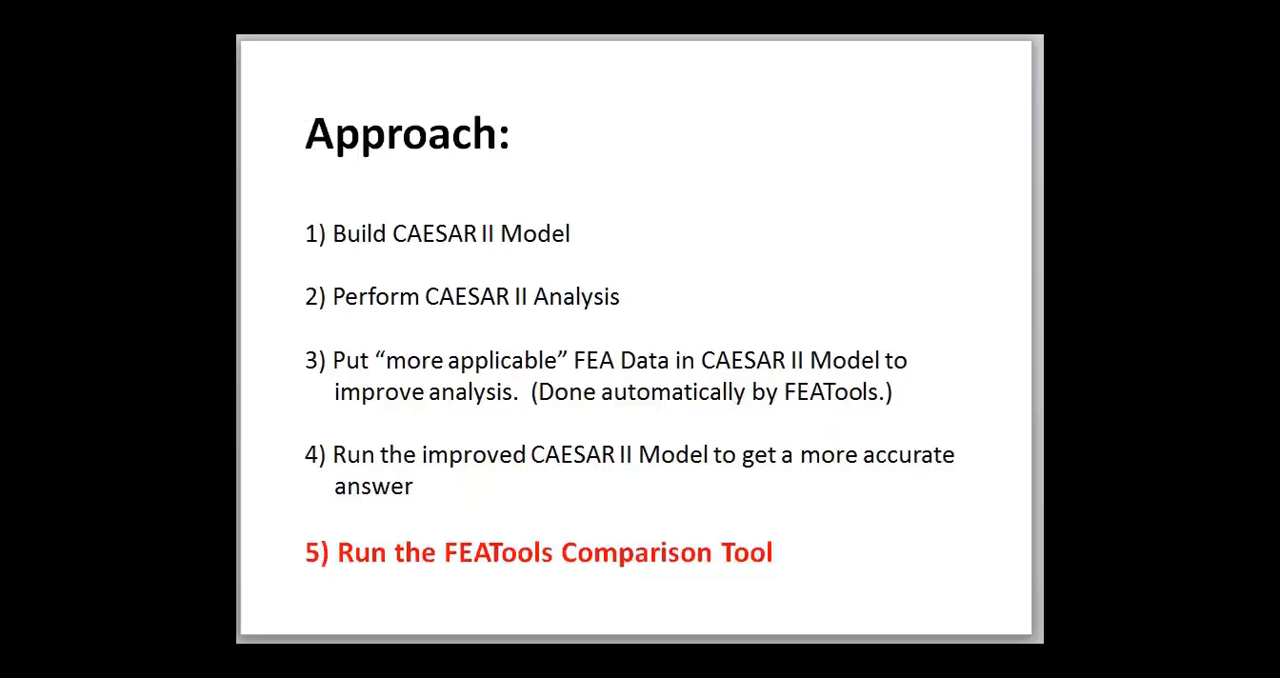 Approach:
1) Build CAESAR II Model
2) Perform CAESAR II Analysis
3) Put “more applicable” FEA Data in CAESAR II Model to
improve analysis. (Done automatically by FEATools.)
4) Run the improved CAESAR II Model to get a more accurate
answer
5) Run the FEATools Comparison Tool